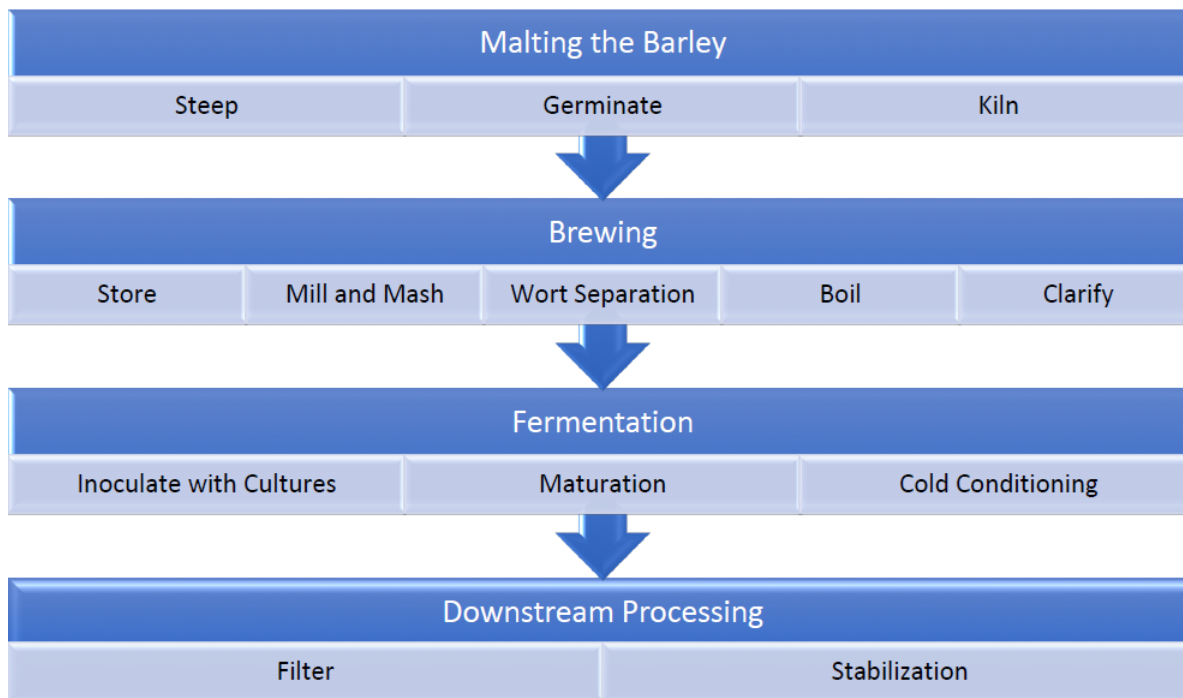 Malting the Barley
Steep Germinate Kiln
Brewing
Store Mill and Mash Wort Separation Boil Clarify
Fermentation
Inoculate with Cultures Maturation Cold Conditioning
Downstream Processing
Filter Stabilization